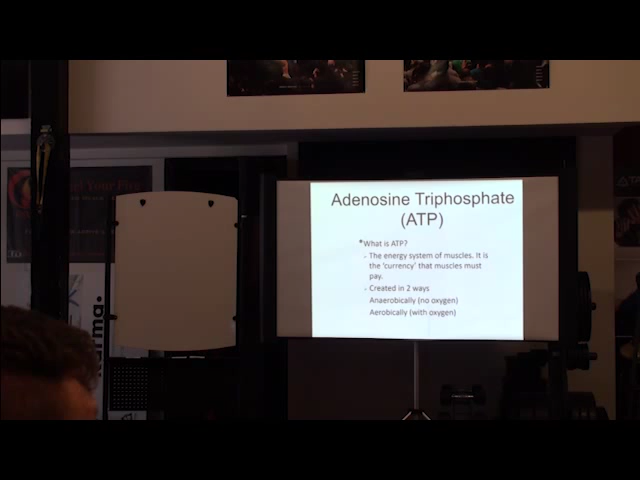 Adenosine Triphosphate
(ATP)
*What is ATP?
- The energy system of muscles. It is
the 'currency' that muscles must
pay.
- Created in 2 ways
Anaerobically (no oxygen)
Aerobically (with oxygen)
karma.